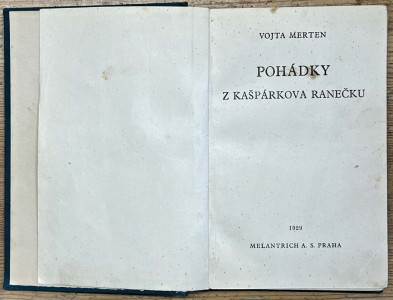 VOJTA MERTEN
POHÁDKY
Z KAŠPÁRKOVA RANEČKU
1929
MELANTRICH A. S. PRAHA